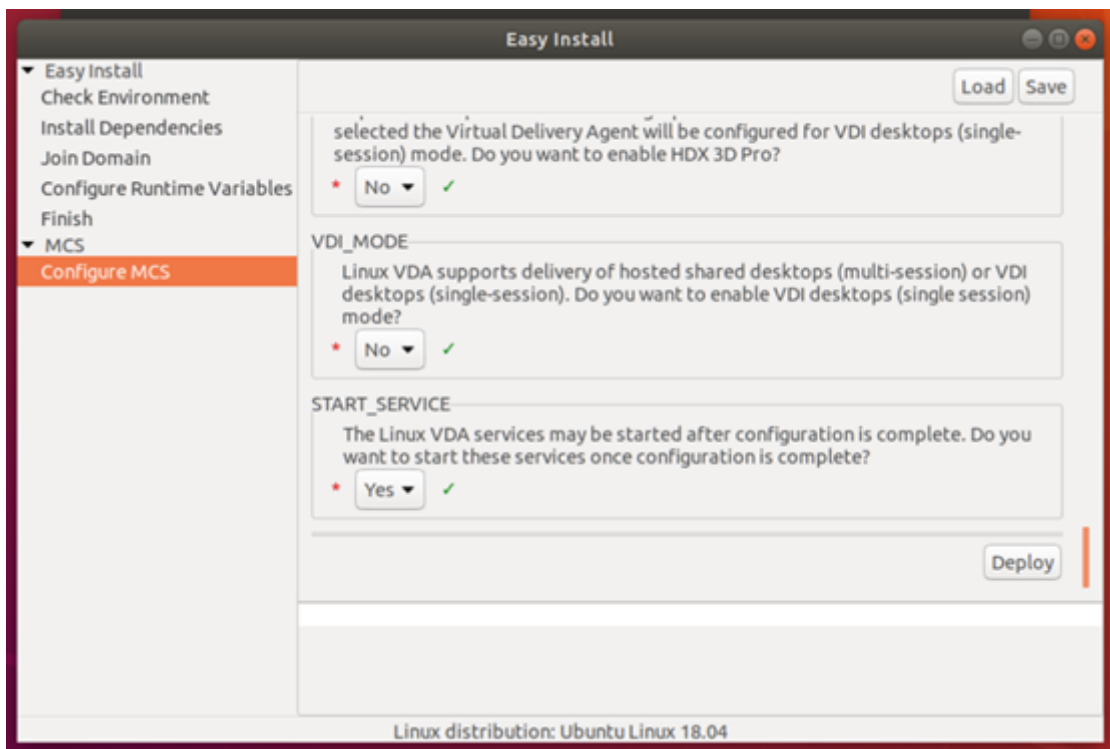 Easy Install
Load Save
Easy Install
Check Environment
Install Dependencies
Join Domain
Configure Runtime Variables
Finish
MCS
Configure MCS
selected the Virtual Delivery Agent will be configured for VDI desktops (single-
session) mode. Do you want to enable HDX 3D Pro?
* No ✓
VDI_MODE
Linux VDA supports delivery of hosted shared desktops (multi-session) or VDI
desktops (single-session). Do you want to enable VDI desktops (single session)
mode?
* No ✓
START_SERVICE
The Linux VDA services may be started after configuration is complete. Do you
want to start these services once configuration is complete?
* Yes ✓
Deploy
Linux distribution: Ubuntu Linux 18.04